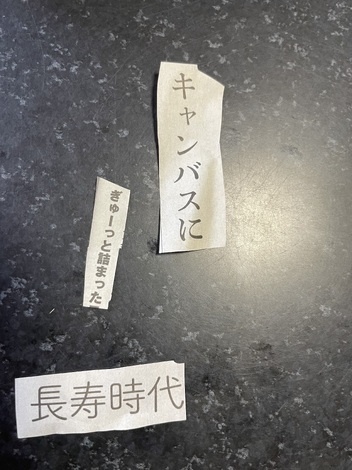 キャンバスに
ぎゅーっと詰まった
長寿時代